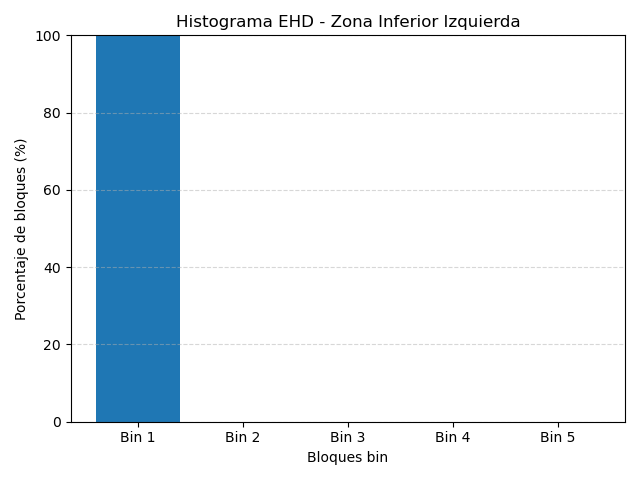 Histograma EHD - Zona Inferior Izquierda
100
80
60
40
20
0
Porcentaje de bloques (%)
Bin 1 Bin 2 Bin 3 Bin 4 Bin 5
Bloques bin